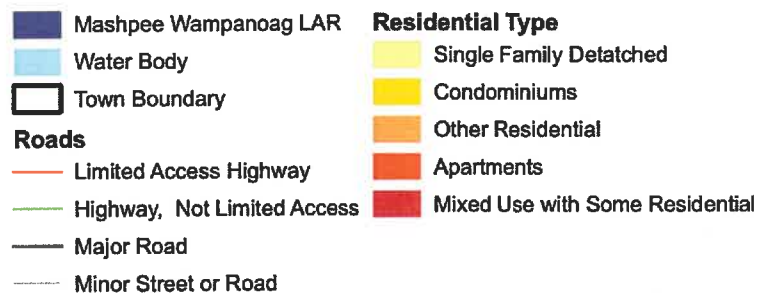 Mashpee Wampanoag LAR
Water Body
Town Boundary
Roads
Limited Access Highway
Highway, Not Limited Access
Major Road
Minor Street or Road
Residential Type
Single Family Detatched
Condominiums
Other Residential
Apartments
Mixed Use with Some Residential